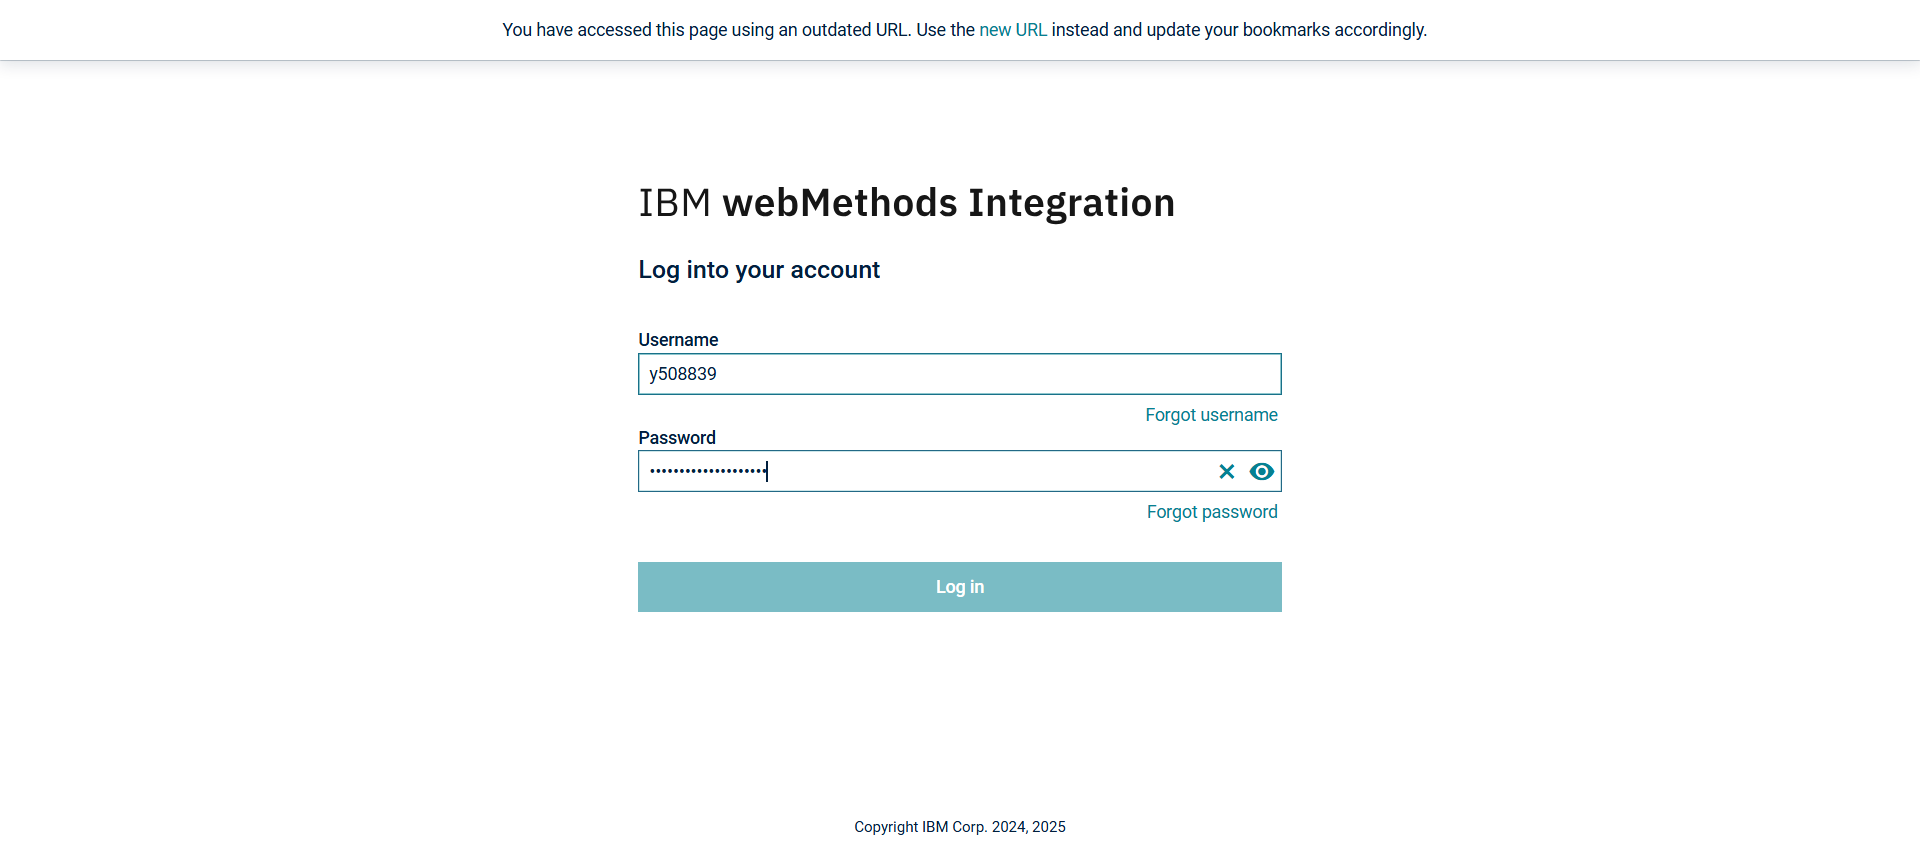 You have accessed this page using an outdated URL. Use the new URL instead and update your bookmarks accordingly.
IBM webMethods Integration
Log into your account
Username
y508839
Forgot username
Password
••••••••••••••••••••
Forgot password
Log in
Copyright IBM Corp. 2024, 2025